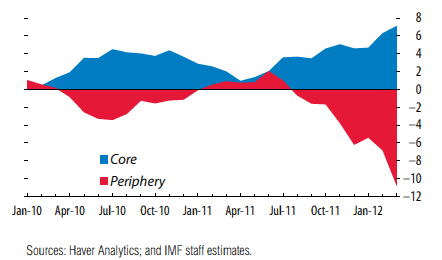 8
6
4
2
0
−2
−4
−6
−8
−10
−12
Core
Periphery
Jan-10 Apr-10 Jul-10 Oct-10 Jan-11 Apr-11 Jul-11 Oct-11 Jan-12
Sources: Haver Analytics; and IMF staff estimates.